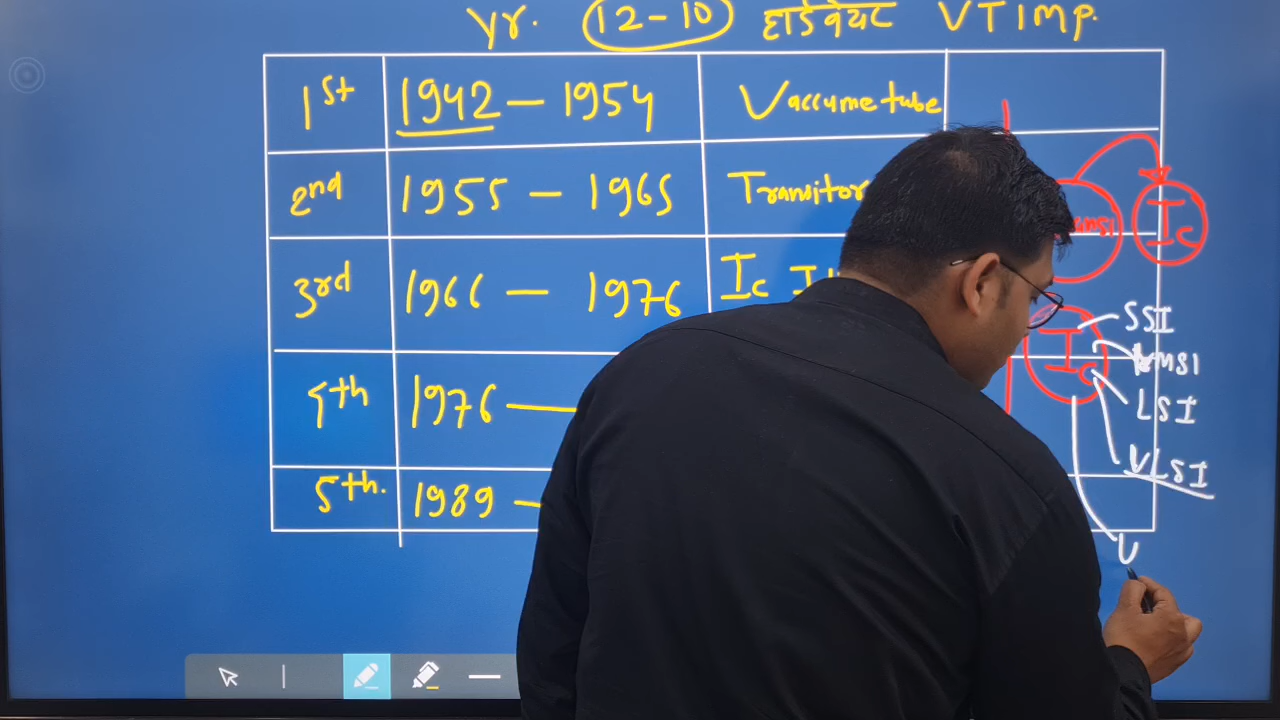 yr. 12-10 हार्डवेयर VT Imp.
1st 1942 — 1954 Vaccume tube
2nd 1955 — 1965 Transitor
3rd 1966 — 1976 Ic
4th 1976 —
5th. 1989 —
Ic
Ic
SSI
MSI
LSI
VLSI
U